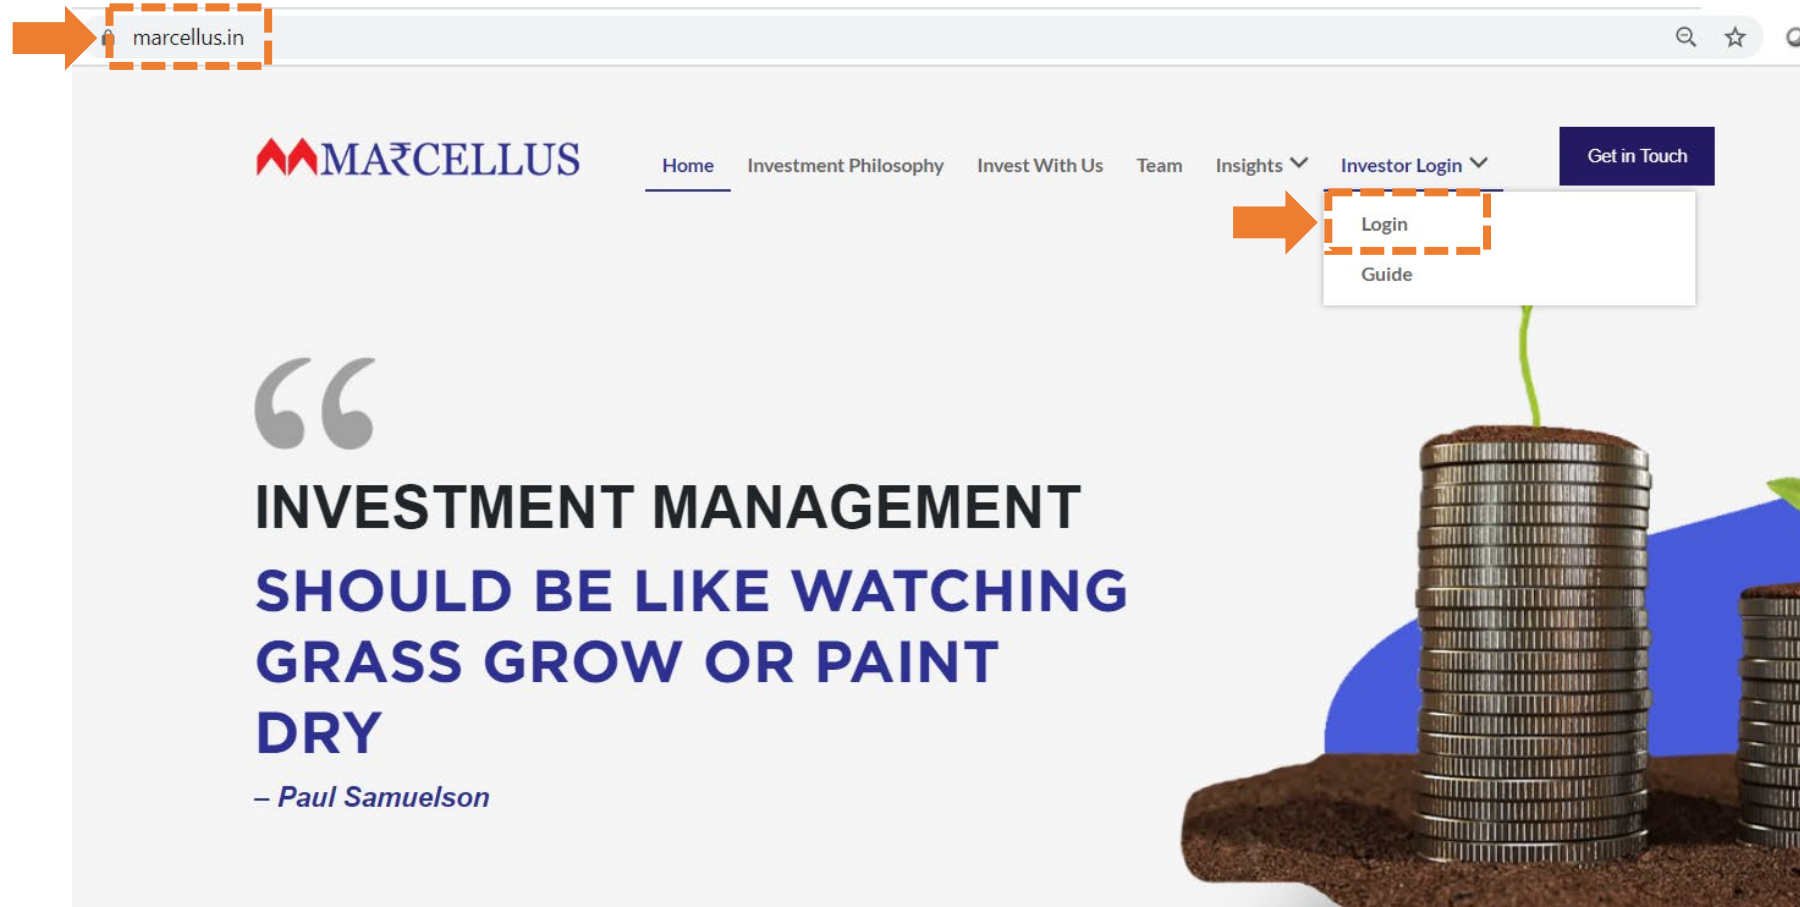 marcellus.in
MA₹CELLUS
Home Investment Philosophy Invest With Us Team Insights Investor Login Get in Touch
Login
Guide
“
INVESTMENT MANAGEMENT
SHOULD BE LIKE WATCHING
GRASS GROW OR PAINT
DRY
– Paul Samuelson